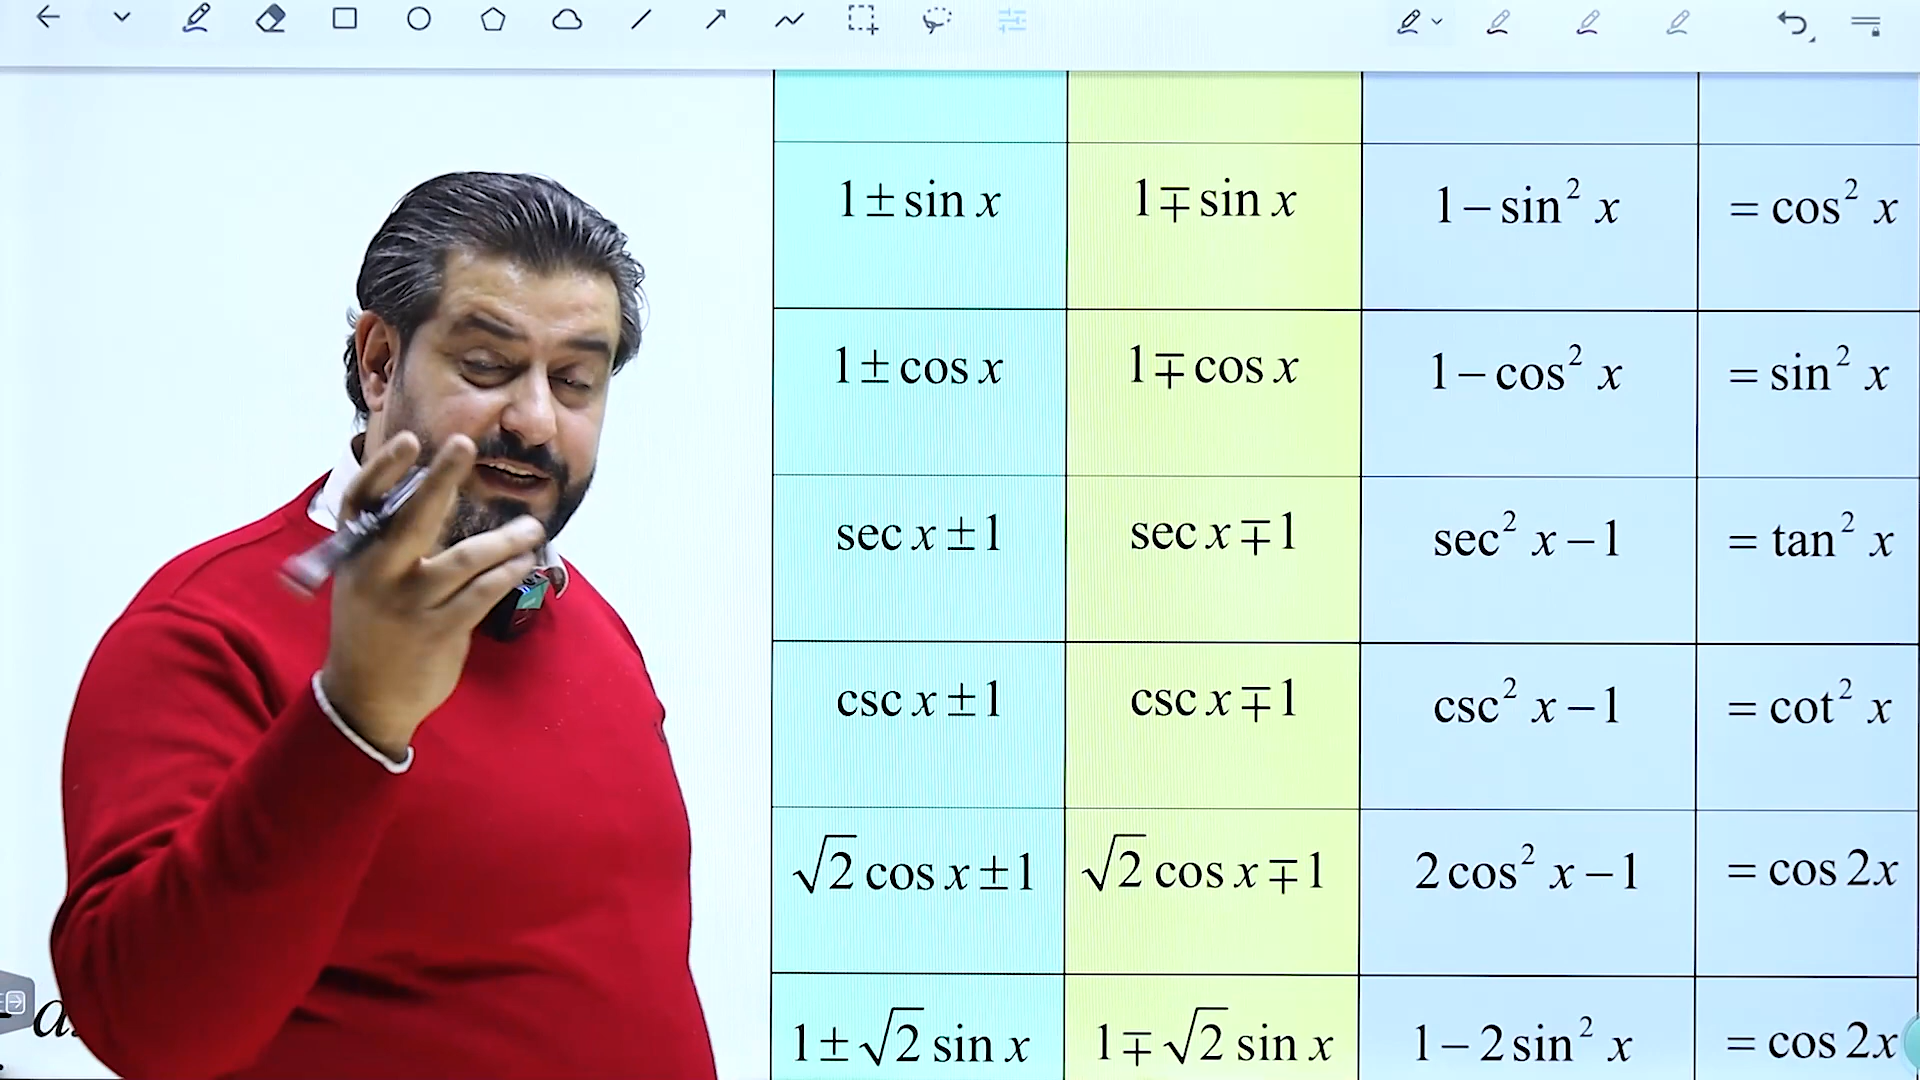 1 ± sin x 1 ∓ sin x 1 − sin² x = cos² x
1 ± cos x 1 ∓ cos x 1 − cos² x = sin² x
sec x ± 1 sec x ∓ 1 sec² x − 1 = tan² x
csc x ± 1 csc x ∓ 1 csc² x − 1 = cot² x
√2 cos x ± 1 √2 cos x ∓ 1 2 cos² x − 1 = cos 2x
1 ± √2 sin x 1 ∓ √2 sin x 1 − 2 sin² x = cos 2x